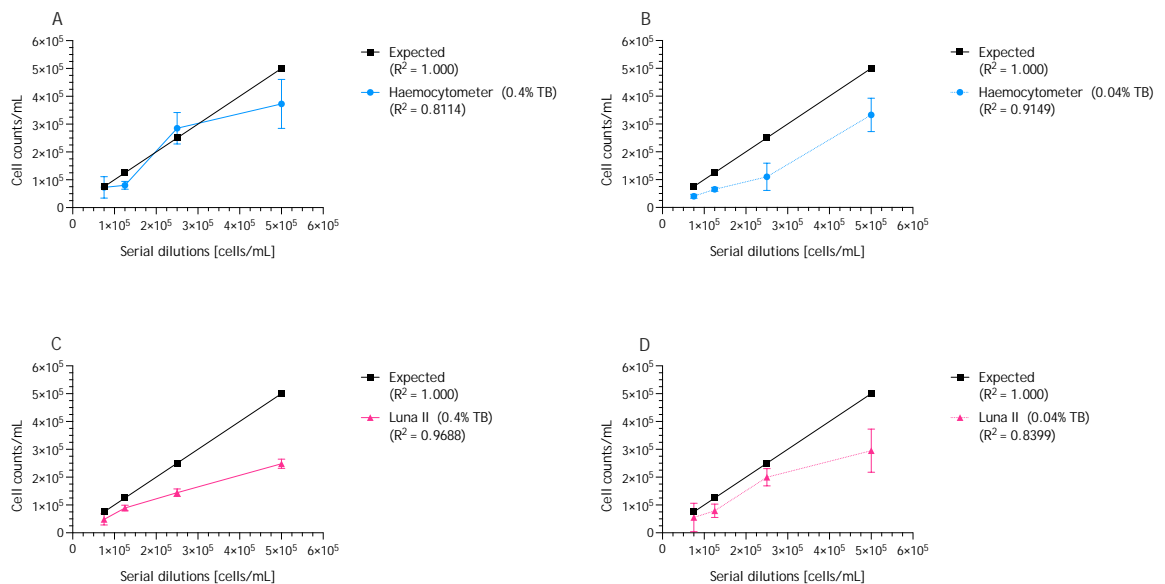 A
6×10⁵
5×10⁵
4×10⁵
3×10⁵
2×10⁵
1×10⁵
0
Cell counts/mL
0 1×10⁵ 2×10⁵ 3×10⁵ 4×10⁵ 5×10⁵ 6×10⁵
Serial dilutions [cells/mL]
Expected
(R² = 1.000)
Haemocytometer (0.4% TB)
(R² = 0.8114)
B
6×10⁵
5×10⁵
4×10⁵
3×10⁵
2×10⁵
1×10⁵
0
Cell counts/mL
0 1×10⁵ 2×10⁵ 3×10⁵ 4×10⁵ 5×10⁵ 6×10⁵
Serial dilutions [cells/mL]
Expected
(R² = 1.000)
Haemocytometer (0.04% TB)
(R² = 0.9149)
C
6×10⁵
5×10⁵
4×10⁵
3×10⁵
2×10⁵
1×10⁵
0
Cell counts/mL
0 1×10⁵ 2×10⁵ 3×10⁵ 4×10⁵ 5×10⁵ 6×10⁵
Serial dilutions [cells/mL]
Expected
(R² = 1.000)
Luna II (0.4% TB)
(R² = 0.9688)
D
6×10⁵
5×10⁵
4×10⁵
3×10⁵
2×10⁵
1×10⁵
0
Cell counts/mL
0 1×10⁵ 2×10⁵ 3×10⁵ 4×10⁵ 5×10⁵ 6×10⁵
Serial dilutions [cells/mL]
Expected
(R² = 1.000)
Luna II (0.04% TB)
(R² = 0.8399)